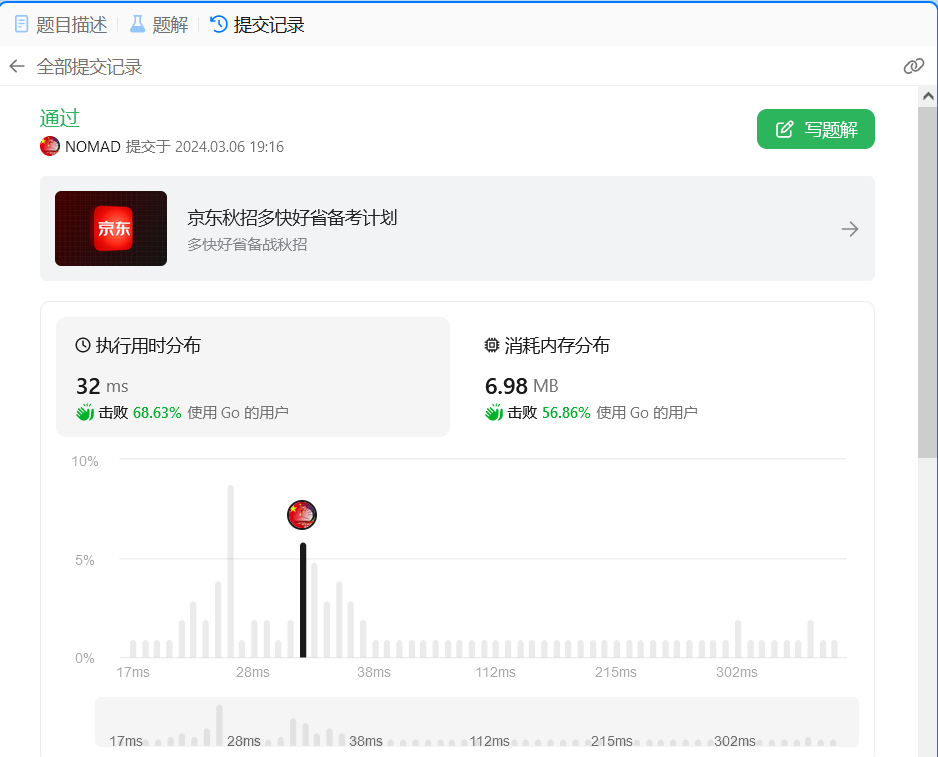 题目描述 题解 提交记录
全部提交记录
通过
NOMAD 提交于 2024.03.06 19:16
写题解
京东
京东秋招多快好省备考计划
多快好省备战秋招
执行用时分布
32 ms
击败 68.63% 使用 Go 的用户
消耗内存分布
6.98 MB
击败 56.86% 使用 Go 的用户
10%
5%
0%
17ms 28ms 38ms 112ms 215ms 302ms
17ms 28ms 38ms 112ms 215ms 302ms